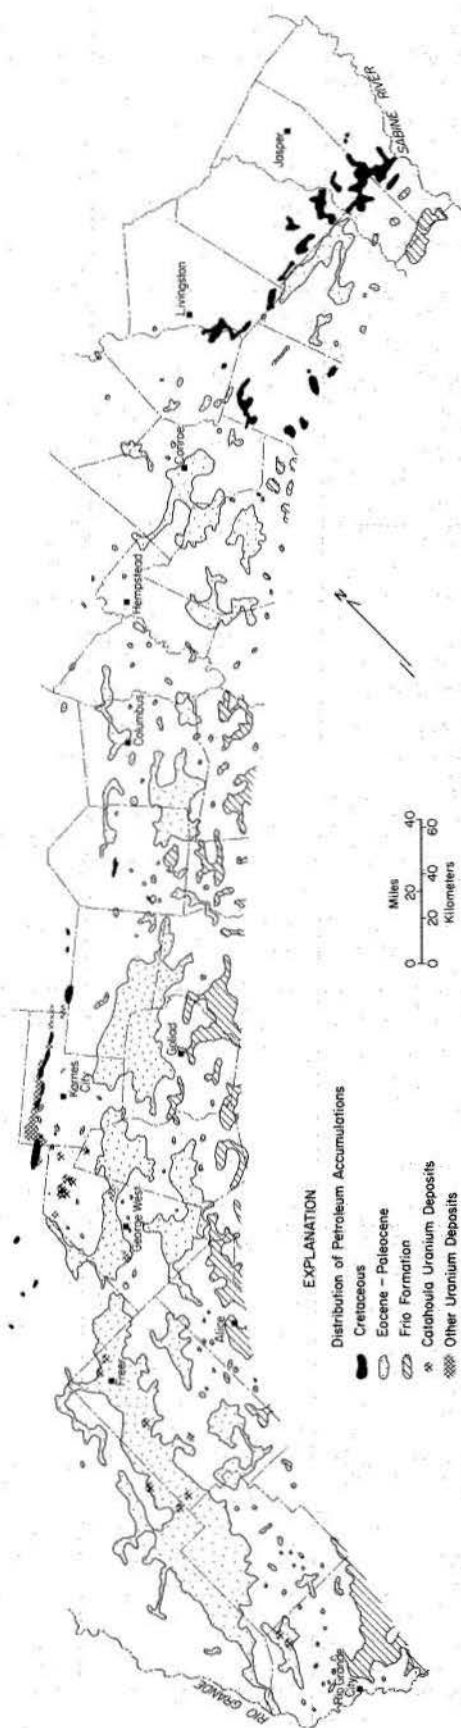 SABINE RIVER
Jasper
Livingston
Conroe
Hempstead
Columbus
N
Miles
0 20 40
0 20 40 60
Kilometers
Goliad
Karnes City
George West
Alice
Freer
RIO GRANDE
Rio Grande City
EXPLANATION
Distribution of Petroleum Accumulations
Cretaceous
Eocene - Paleocene
Frio Formation
Catahoula Uranium Deposits
Other Uranium Deposits